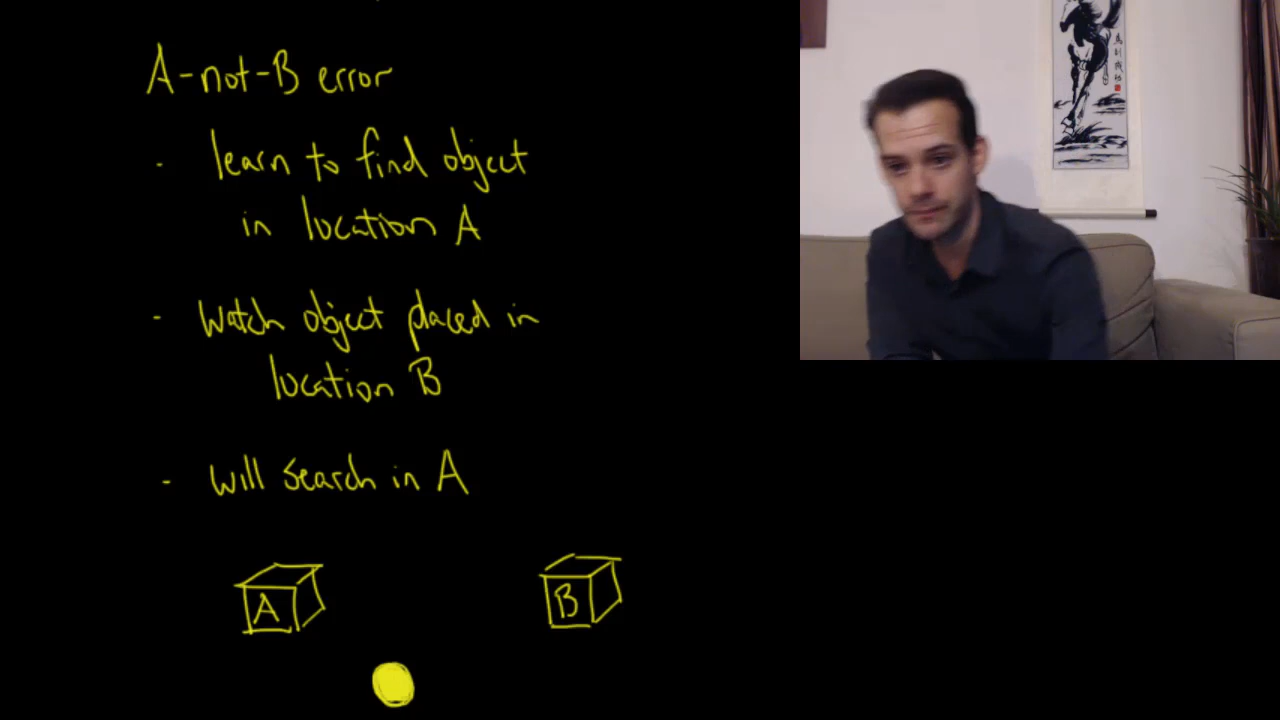 A-not-B error
· learn to find object
in location A
- Watch object placed in
location B
- will search in A
A
B